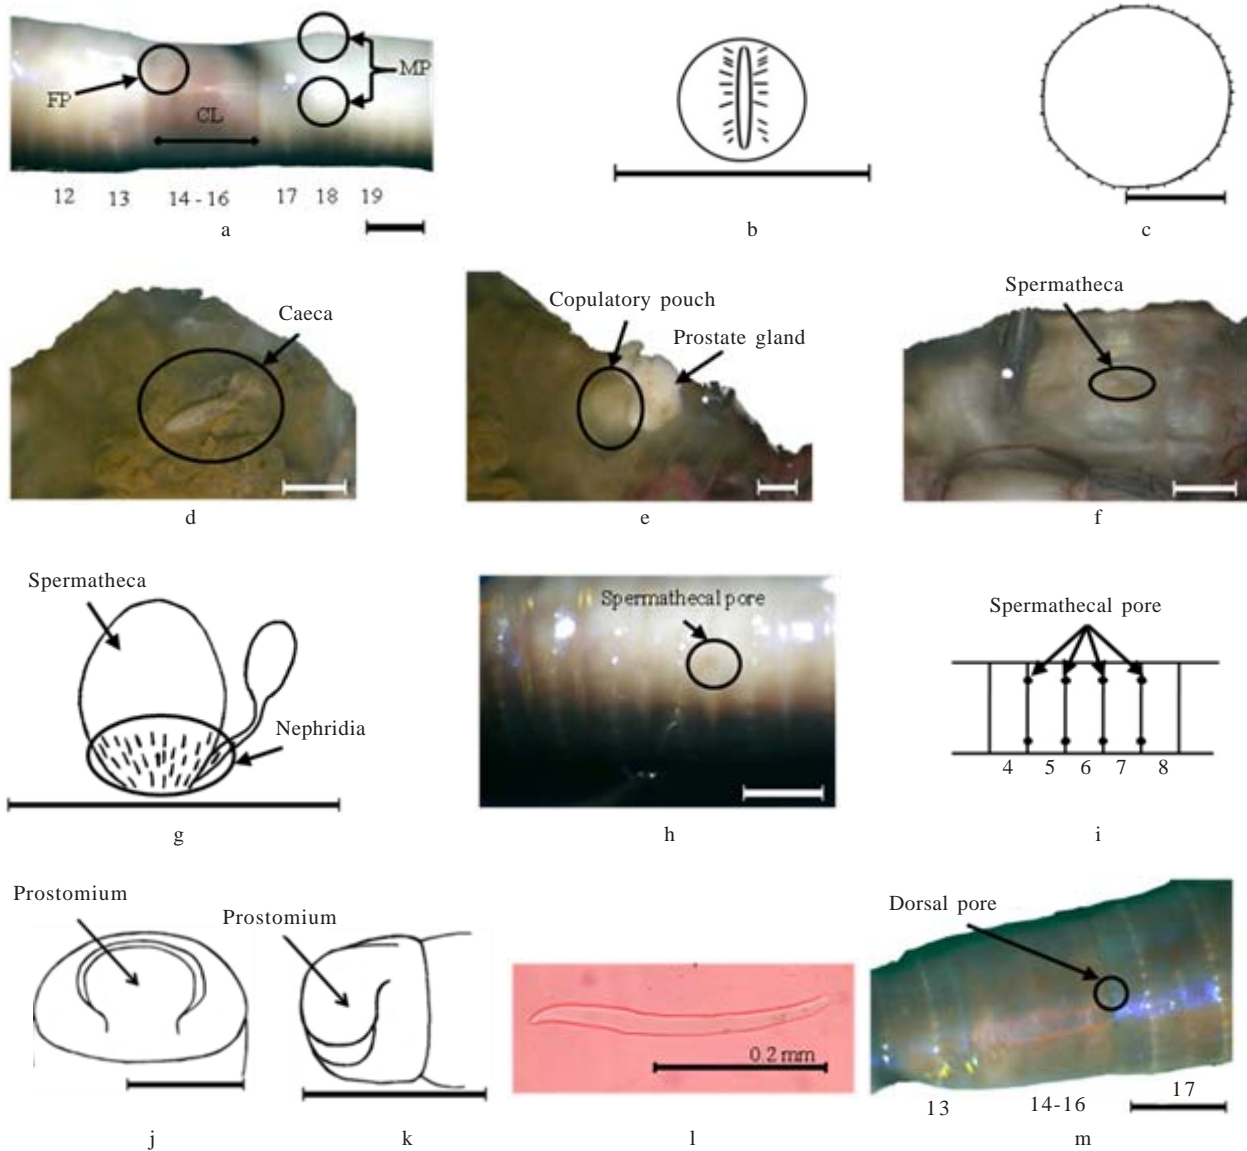 FP
CL
MP
12 13 14 - 16 17 18 19
a
b
c
Caeca
d
Copulatory pouch
Prostate gland
e
Spermatheca
f
Spermatheca
Nephridia
g
Spermathecal pore
h
Spermathecal pore
4 5 6 7 8
i
Prostomium
j
Prostomium
k
0.2 mm
l
Dorsal pore
13 14-16 17
m